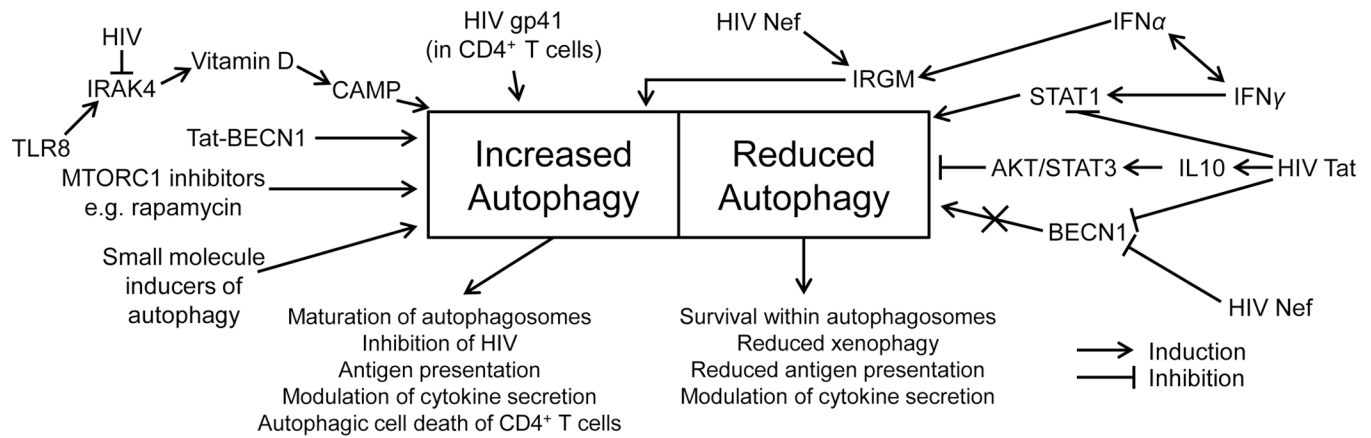 HIV
IRAK4
TLR8
Vitamin D
CAMP
HIV gp41
(in CD4⁺ T cells)
HIV Nef
IRGM
IFNα
IFNγ
STAT1
Tat-BECN1
MTORC1 inhibitors
e.g. rapamycin
Small molecule
inducers of
autophagy
Increased
Autophagy
Reduced
Autophagy
AKT/STAT3
IL10
HIV Tat
BECN1
HIV Nef
Maturation of autophagosomes
Inhibition of HIV
Antigen presentation
Modulation of cytokine secretion
Autophagic cell death of CD4⁺ T cells
Survival within autophagosomes
Reduced xenophagy
Reduced antigen presentation
Modulation of cytokine secretion
Induction
Inhibition